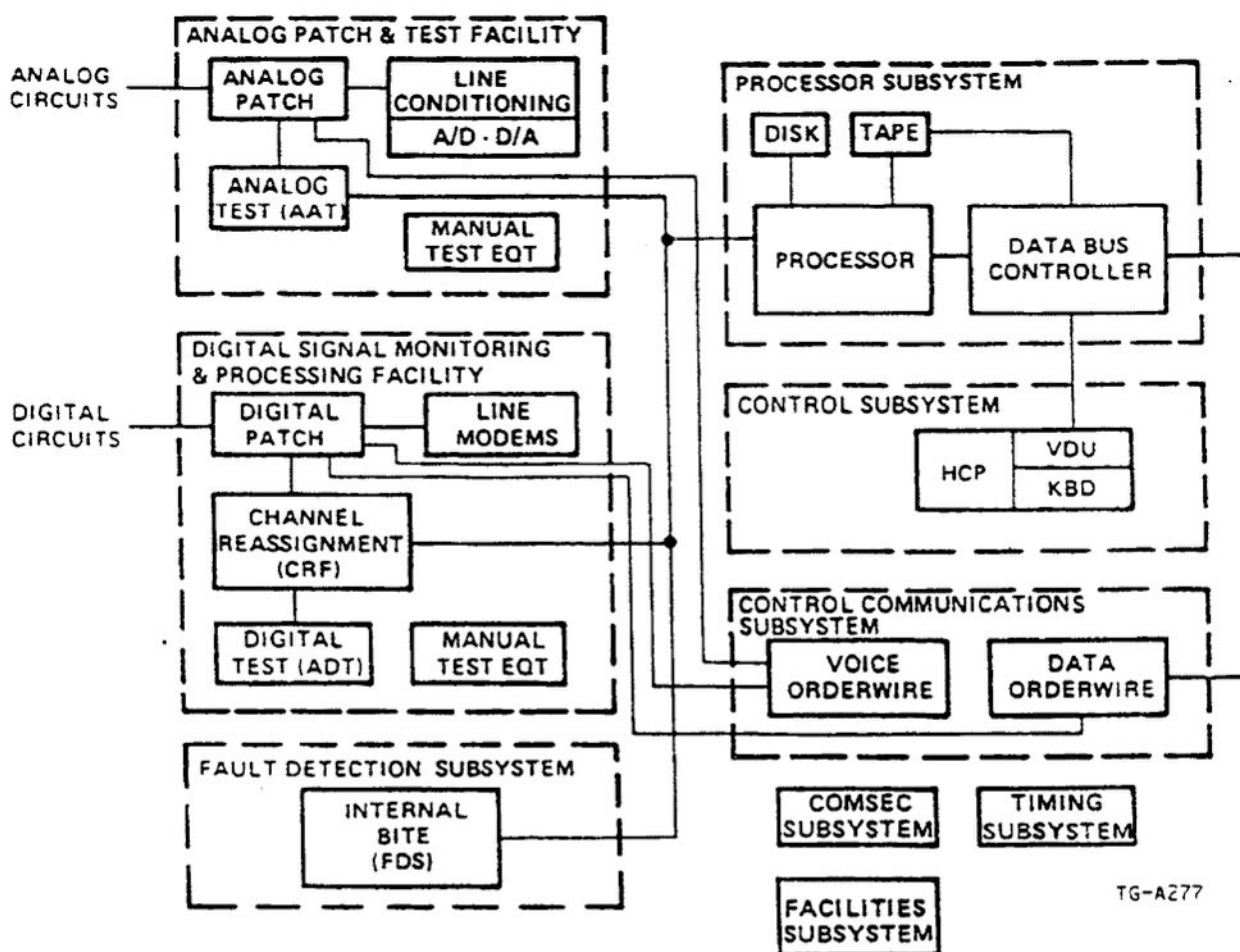 ANALOG PATCH & TEST FACILITY
ANALOG
CIRCUITS
ANALOG
PATCH
LINE
CONDITIONING
A/D - D/A
ANALOG
TEST (AAT)
MANUAL
TEST EQT
PROCESSOR SUBSYSTEM
DISK
TAPE
PROCESSOR
DATA BUS
CONTROLLER
DIGITAL SIGNAL MONITORING
& PROCESSING FACILITY
DIGITAL
CIRCUITS
DIGITAL
PATCH
LINE
MODEMS
CHANNEL
REASSIGNMENT
(CRF)
DIGITAL
TEST (ADT)
MANUAL
TEST EQT
CONTROL SUBSYSTEM
HCP
VDU
KBD
CONTROL COMMUNICATIONS
SUBSYSTEM
VOICE
ORDERWIRE
DATA
ORDERWIRE
FAULT DETECTION SUBSYSTEM
INTERNAL
BITE
(FDS)
COMSEC
SUBSYSTEM
TIMING
SUBSYSTEM
FACILITIES
SUBSYSTEM
TG-A277